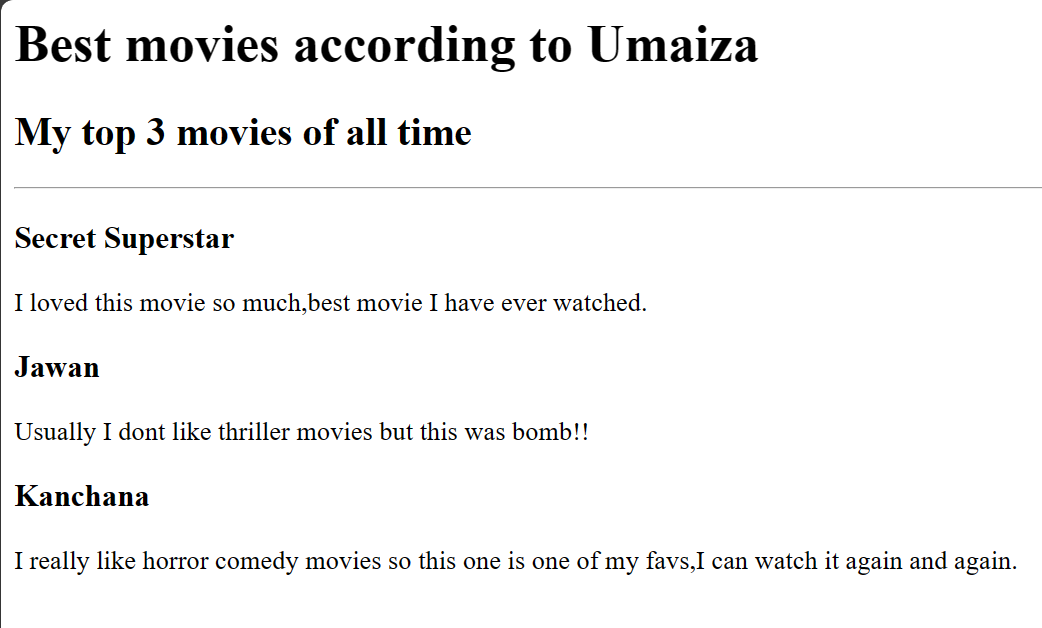 Best movies according to Umaiza
My top 3 movies of all time
Secret Superstar
I loved this movie so much,best movie I have ever watched.
Jawan
Usually I dont like thriller movies but this was bomb!!
Kanchana
I really like horror comedy movies so this one is one of my favs,I can watch it again and again.